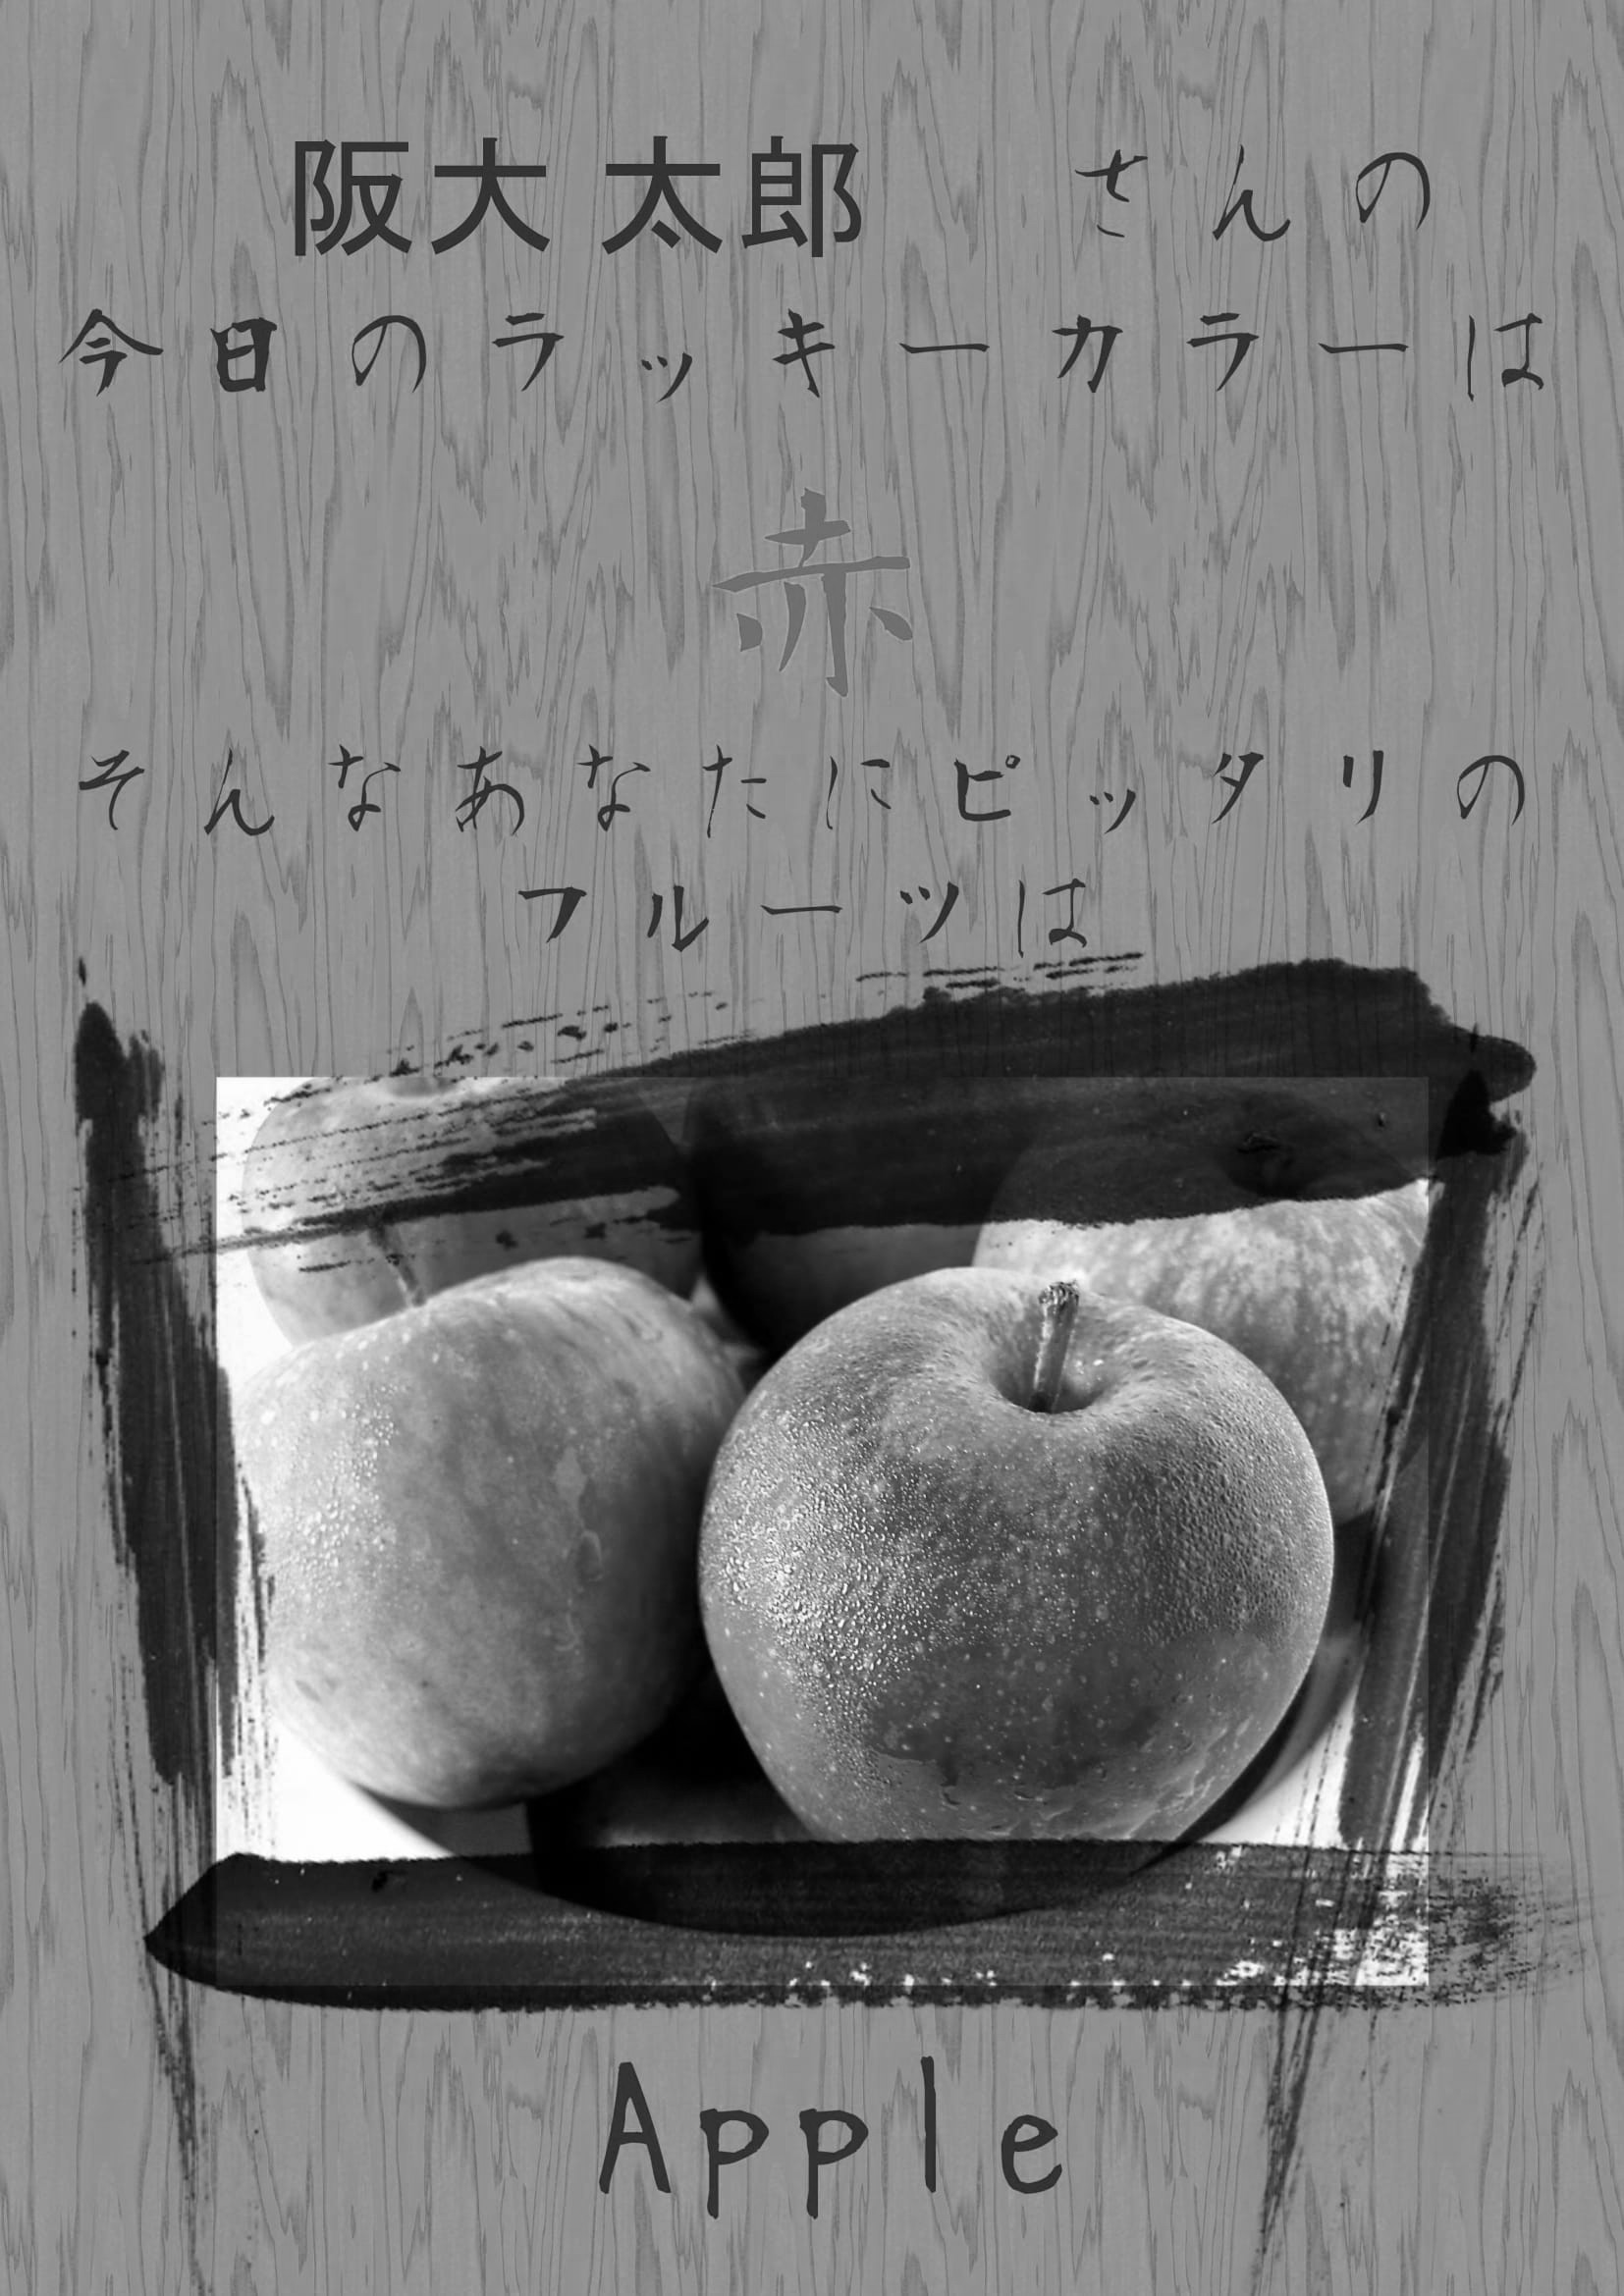 阪大 太郎 さんの
今日のラッキーカラーは
赤
そんなあなたにピッタリの
フルーツは
Apple